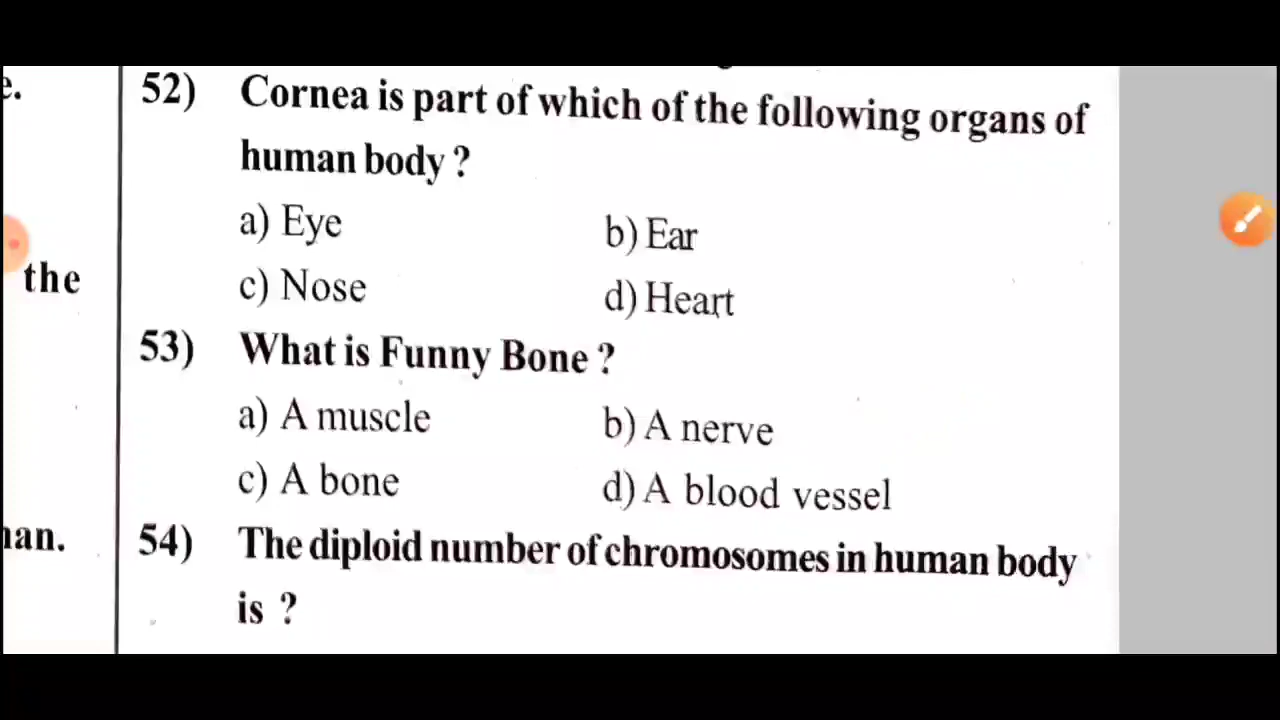 e.
52) Cornea is part of which of the following organs of
human body ?
a) Eye b) Ear
the
c) Nose d) Heart
53) What is Funny Bone ?
a) A muscle b) A nerve
c) A bone d) A blood vessel
nan.
54) The diploid number of chromosomes in human body
is ?